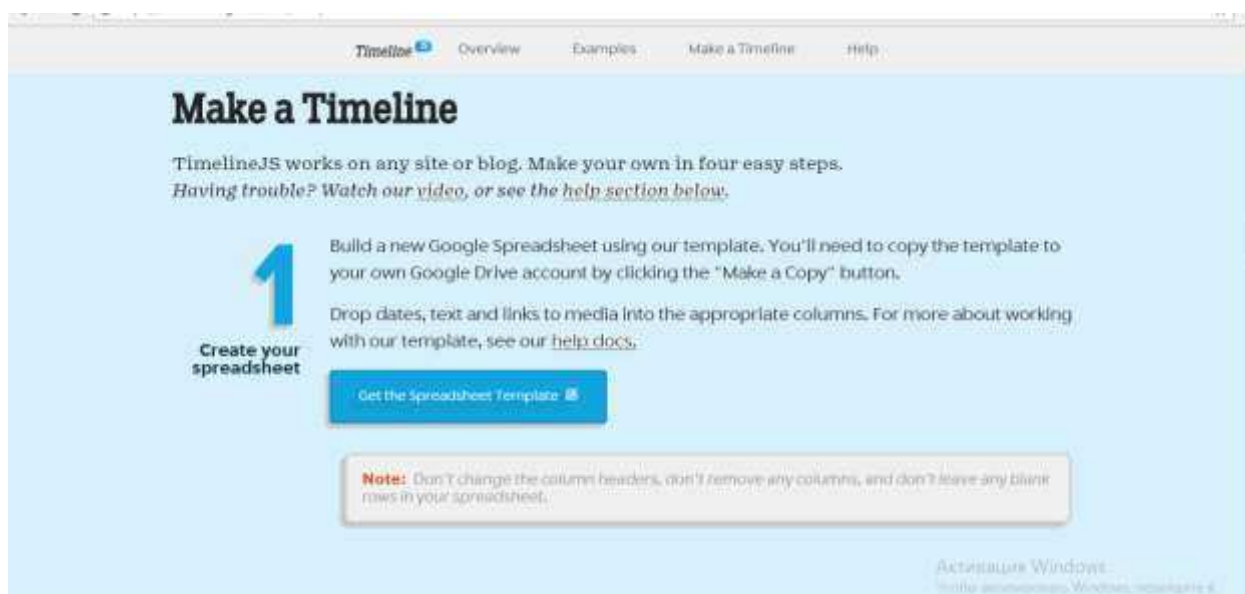 Timeline JS Overview Examples Make a Timeline Help
Make a Timeline
TimelineJS works on any site or blog. Make your own in four easy steps.
Having trouble? Watch our video, or see the help section below.
1
Build a new Google Spreadsheet using our template. You'll need to copy the template to
your own Google Drive account by clicking the "Make a Copy" button.
Drop dates, text and links to media into the appropriate columns. For more about working
with our template, see our help docs.
Create your
spreadsheet
Get the Spreadsheet Template
Note: Don't change the column headers, don't remove any columns, and don't leave any blank
rows in your spreadsheet.
Активация Windows
Чтобы активировать Windows, перейдите в